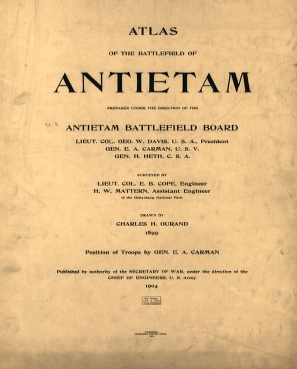 ATLAS
OF THE BATTLEFIELD OF
ANTIETAM
PREPARED UNDER THE DIRECTION OF THE
ANTIETAM BATTLEFIELD BOARD
LIEUT. COL. GEO. W. DAVIS, U. S. A., President
GEN. E. A. CARMAN, U. S. V.
GEN. H. HETH, C. S. A.
SURVEYED BY
LIEUT. COL. E. B. COPE, Engineer
H. W. MATTERN, Assistant Engineer
of the Gettysburg National Park
DRAWN BY
CHARLES H. OURAND
1899
Position of Troops by GEN. E. A. CARMAN
Published by authority of the SECRETARY OF WAR, under the direction of the
CHIEF OF ENGINEERS, U. S. Army
1904